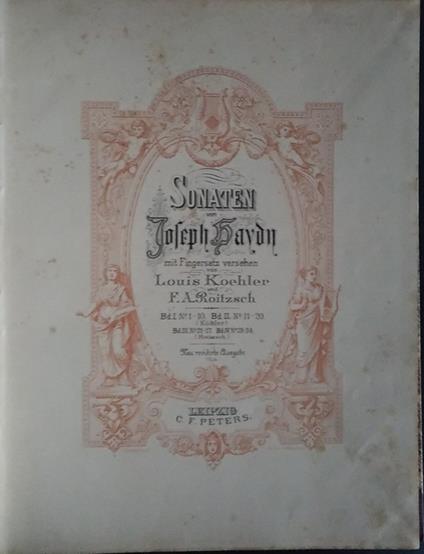 SONATEN
von
Joseph Haydn
mit Fingersatz versehen
von
Louis Koehler
und
F. A. Roitzsch
Bd. I. No. 1-10. Bd. II. No. 11-20.
(Köhler)
Bd. III. No. 21-27. Bd. IV. No. 28-34.
(Roitzsch)
Neu revidirte Ausgabe
LEIPZIG
C. F. PETERS.